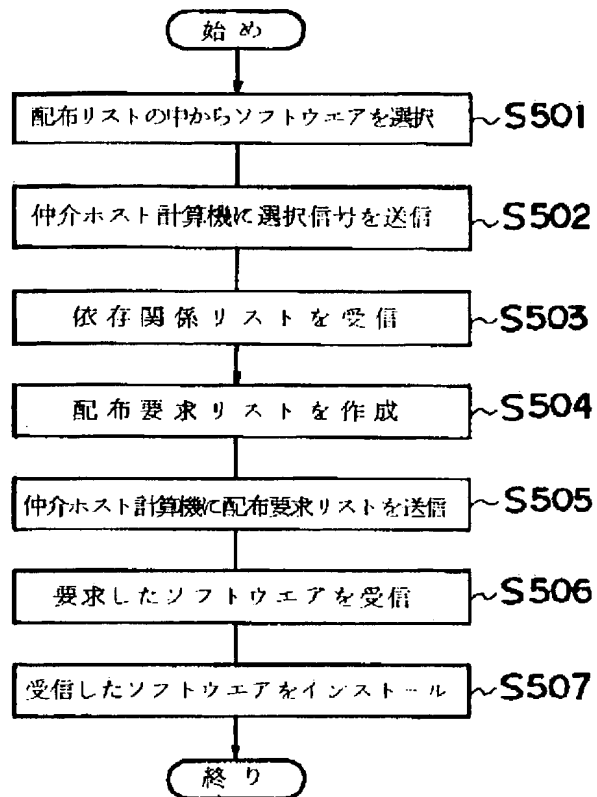 始め
配布リストの中からソフトウエアを選択 ～S501
仲介ホスト計算機に選択信号を送信 ～S502
依存関係リストを受信 ～S503
配布要求リストを作成 ～S504
仲介ホスト計算機に配布要求リストを送信 ～S505
要求したソフトウエアを受信 ～S506
受信したソフトウエアをインストール ～S507
終り